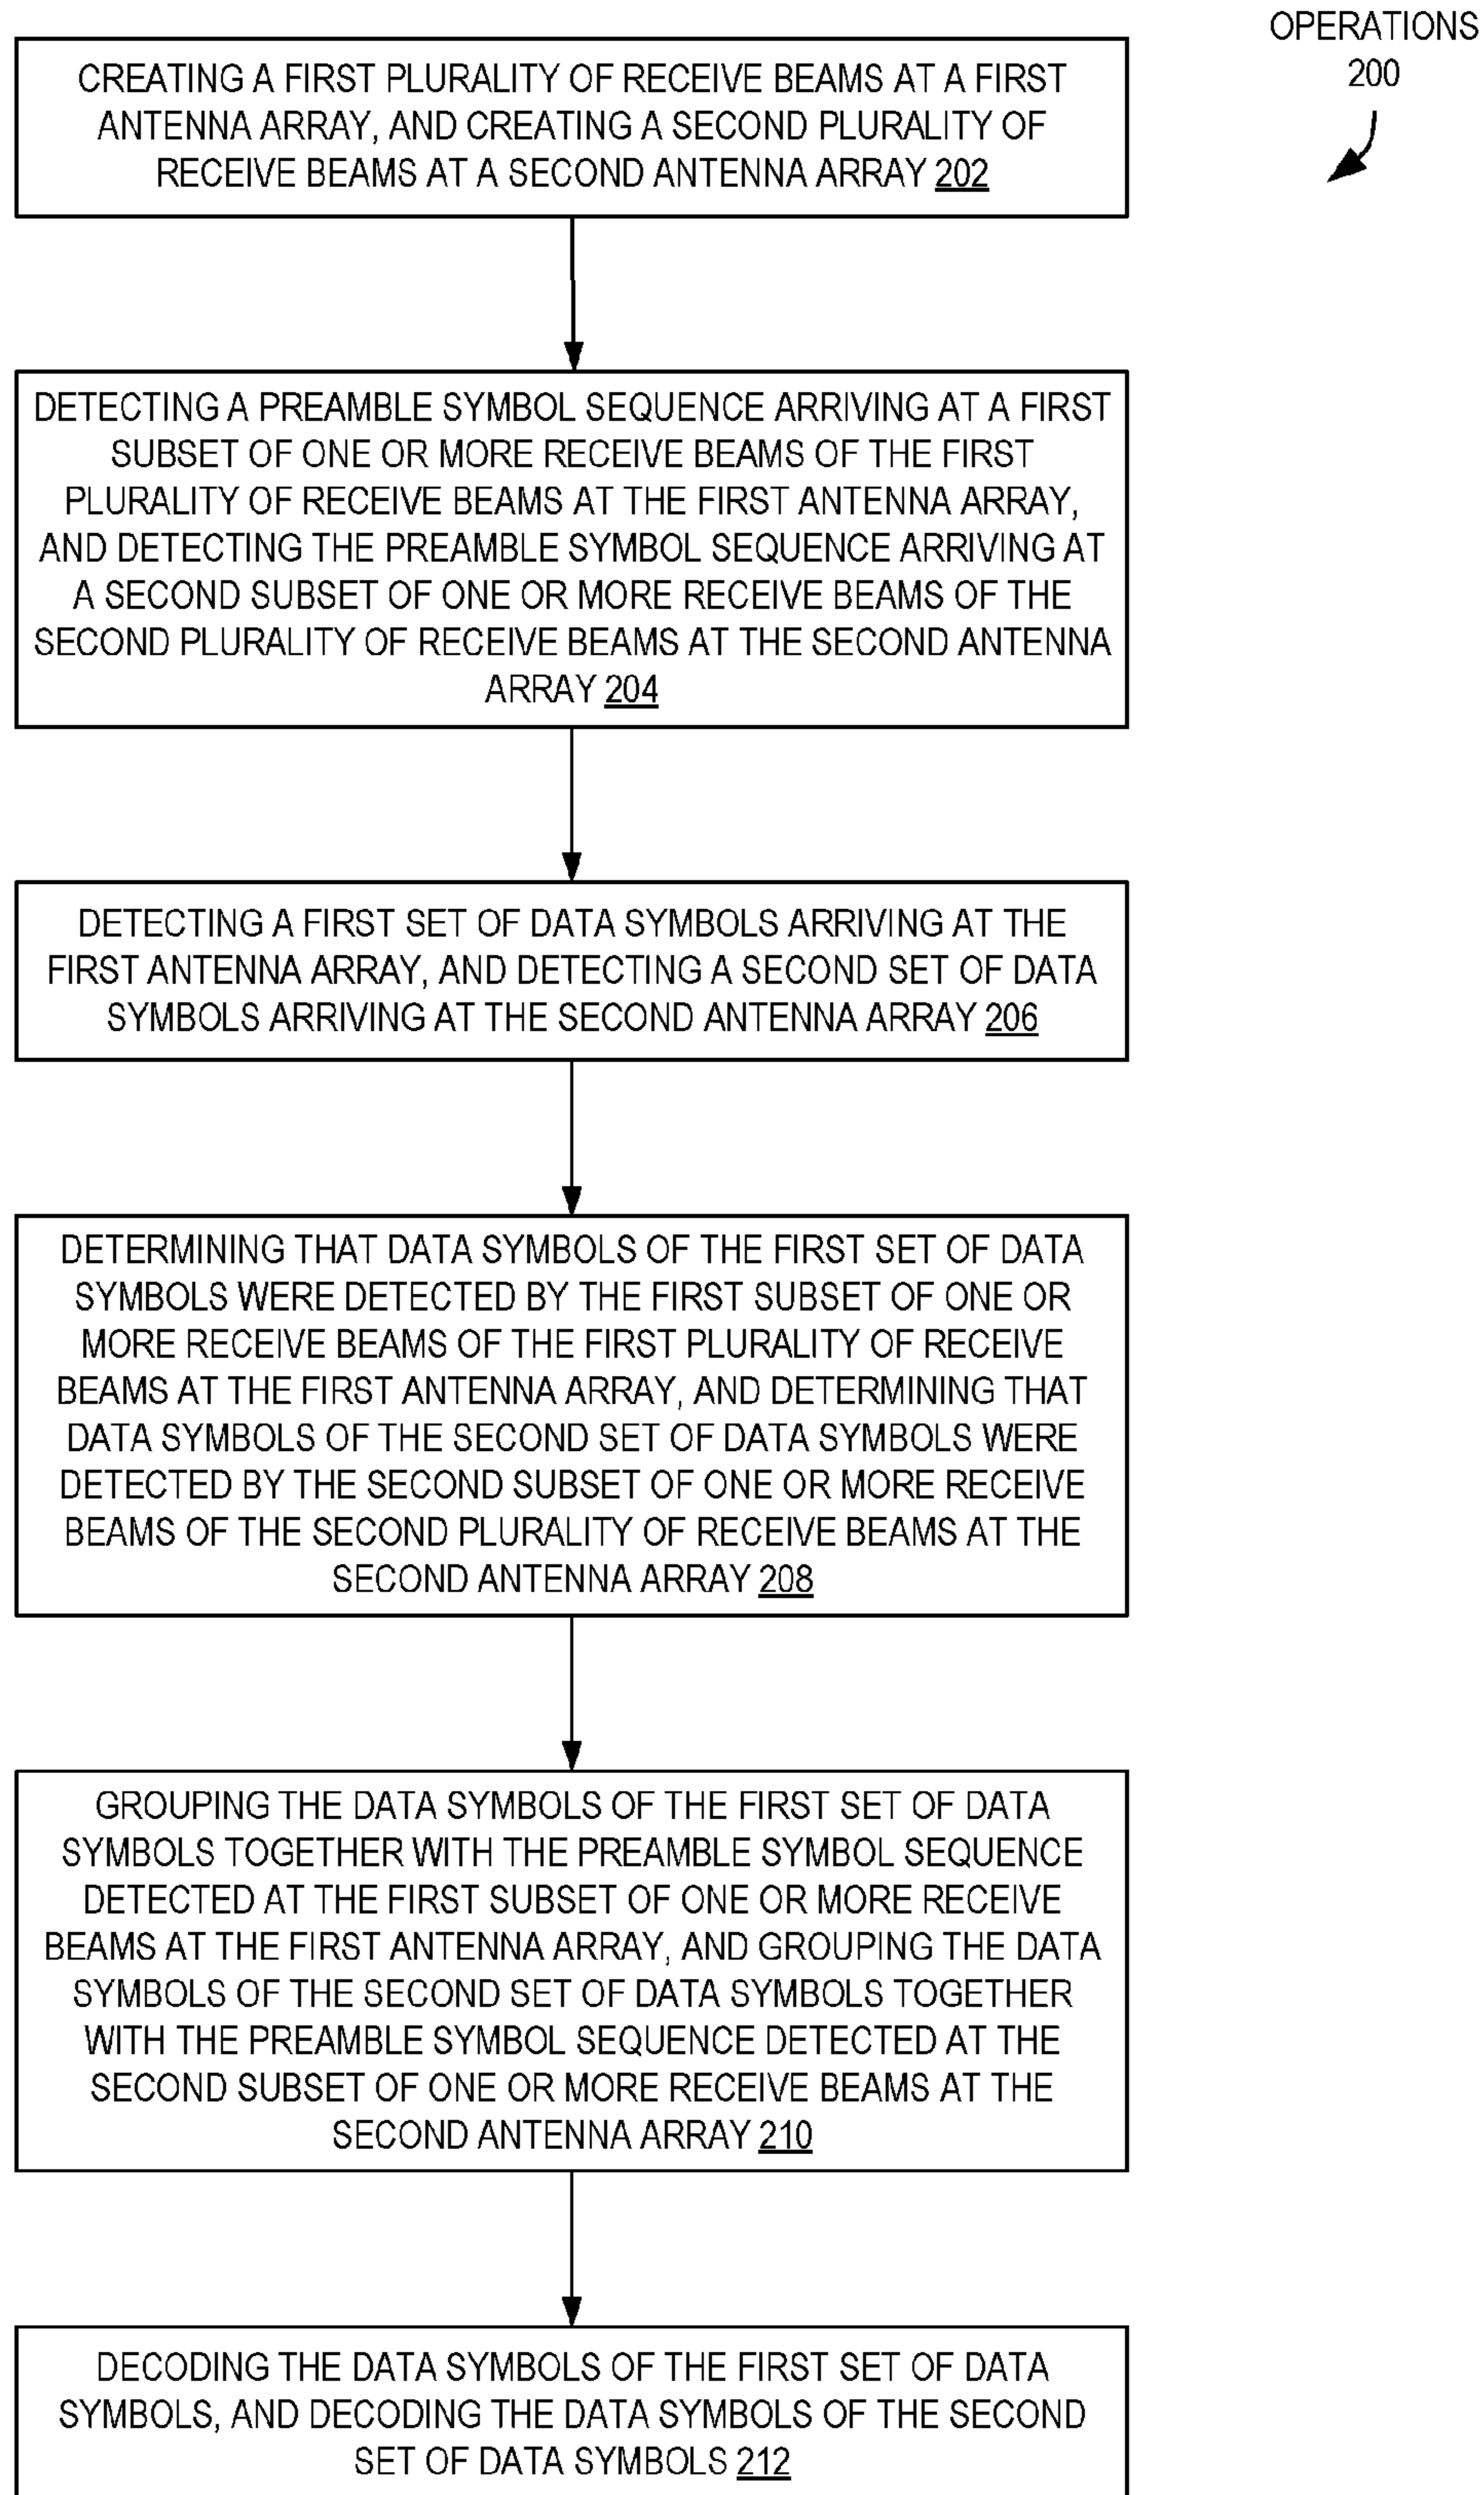 OPERATIONS
200
CREATING A FIRST PLURALITY OF RECEIVE BEAMS AT A FIRST
ANTENNA ARRAY, AND CREATING A SECOND PLURALITY OF
RECEIVE BEAMS AT A SECOND ANTENNA ARRAY 202
DETECTING A PREAMBLE SYMBOL SEQUENCE ARRIVING AT A FIRST
SUBSET OF ONE OR MORE RECEIVE BEAMS OF THE FIRST
PLURALITY OF RECEIVE BEAMS AT THE FIRST ANTENNA ARRAY,
AND DETECTING THE PREAMBLE SYMBOL SEQUENCE ARRIVING AT
A SECOND SUBSET OF ONE OR MORE RECEIVE BEAMS OF THE
SECOND PLURALITY OF RECEIVE BEAMS AT THE SECOND ANTENNA
ARRAY 204
DETECTING A FIRST SET OF DATA SYMBOLS ARRIVING AT THE
FIRST ANTENNA ARRAY, AND DETECTING A SECOND SET OF DATA
SYMBOLS ARRIVING AT THE SECOND ANTENNA ARRAY 206
DETERMINING THAT DATA SYMBOLS OF THE FIRST SET OF DATA
SYMBOLS WERE DETECTED BY THE FIRST SUBSET OF ONE OR
MORE RECEIVE BEAMS OF THE FIRST PLURALITY OF RECEIVE
BEAMS AT THE FIRST ANTENNA ARRAY, AND DETERMINING THAT
DATA SYMBOLS OF THE SECOND SET OF DATA SYMBOLS WERE
DETECTED BY THE SECOND SUBSET OF ONE OR MORE RECEIVE
BEAMS OF THE SECOND PLURALITY OF RECEIVE BEAMS AT THE
SECOND ANTENNA ARRAY 208
GROUPING THE DATA SYMBOLS OF THE FIRST SET OF DATA
SYMBOLS TOGETHER WITH THE PREAMBLE SYMBOL SEQUENCE
DETECTED AT THE FIRST SUBSET OF ONE OR MORE RECEIVE
BEAMS AT THE FIRST ANTENNA ARRAY, AND GROUPING THE DATA
SYMBOLS OF THE SECOND SET OF DATA SYMBOLS TOGETHER
WITH THE PREAMBLE SYMBOL SEQUENCE DETECTED AT THE
SECOND SUBSET OF ONE OR MORE RECEIVE BEAMS AT THE
SECOND ANTENNA ARRAY 210
DECODING THE DATA SYMBOLS OF THE FIRST SET OF DATA
SYMBOLS, AND DECODING THE DATA SYMBOLS OF THE SECOND
SET OF DATA SYMBOLS 212